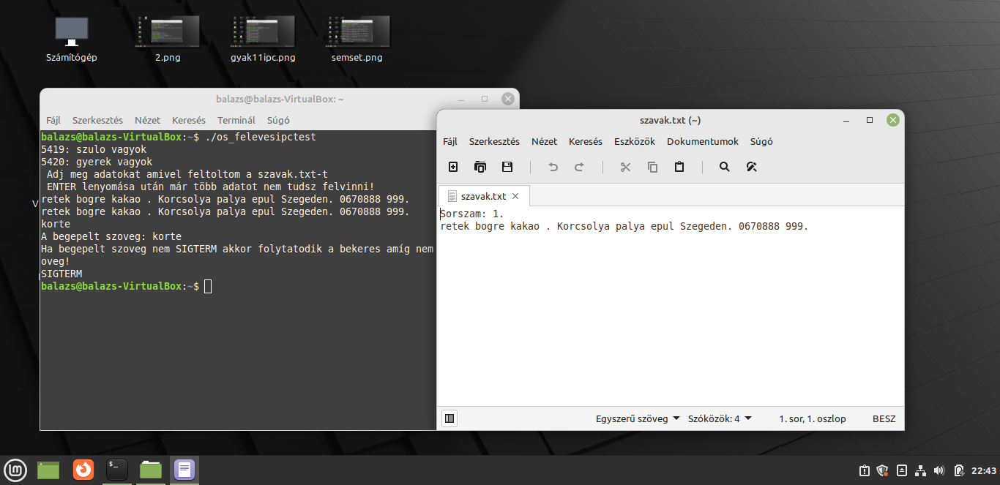 Számítógép
2.png
gyak11ipc.png
semset.png
balazs@balazs-VirtualBox: ~
Fájl Szerkesztés Nézet Keresés Terminál Súgó
balazs@balazs-VirtualBox:~$ ./os_felevesipctest
5419: szulo vagyok
5420: gyerek vagyok
Adj meg adatokat amivel feltoltom a szavak.txt-t
ENTER lenyomása után már több adatot nem tudsz felvinni!
retek bogre kakao . Korcsolya palya epul Szegeden. 0670888 999.
retek bogre kakao . Korcsolya palya epul Szegeden. 0670888 999.
korte
A begepelt szoveg: korte
Ha begepelt szoveg nem SIGTERM akkor folytatodik a bekeres amíg nem
oveg!
SIGTERM
balazs@balazs-VirtualBox:~$
szavak.txt (~)
Fájl Szerkesztés Nézet Keresés Eszközök Dokumentumok Súgó
szavak.txt
Sorszam: 1.
retek bogre kakao . Korcsolya palya epul Szegeden. 0670888 999.
Egyszerű szöveg Szóközök: 4 1. sor, 1. oszlop BESZ
22:43